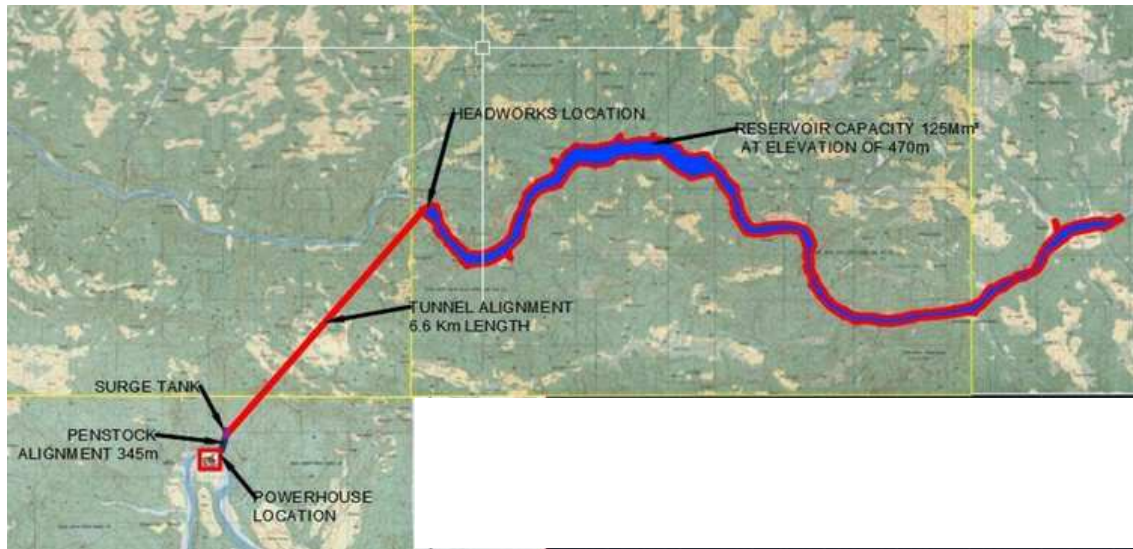 HEADWORKS LOCATION
RESERVOIR CAPACITY 125Mm³
AT ELEVATION OF 470m
TUNNEL ALIGNMENT
6.6 Km LENGTH
SURGE TANK
PENSTOCK
ALIGNMENT 345m
POWERHOUSE
LOCATION